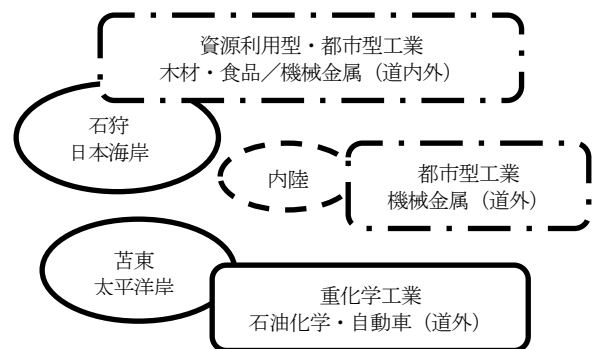 資源利用型・都市型工業
木材・食品／機械金属（道内外）
石狩
日本海岸
内陸
都市型工業
機械金属（道外）
苫東
太平洋岸
重化学工業
石油化学・自動車（道外）